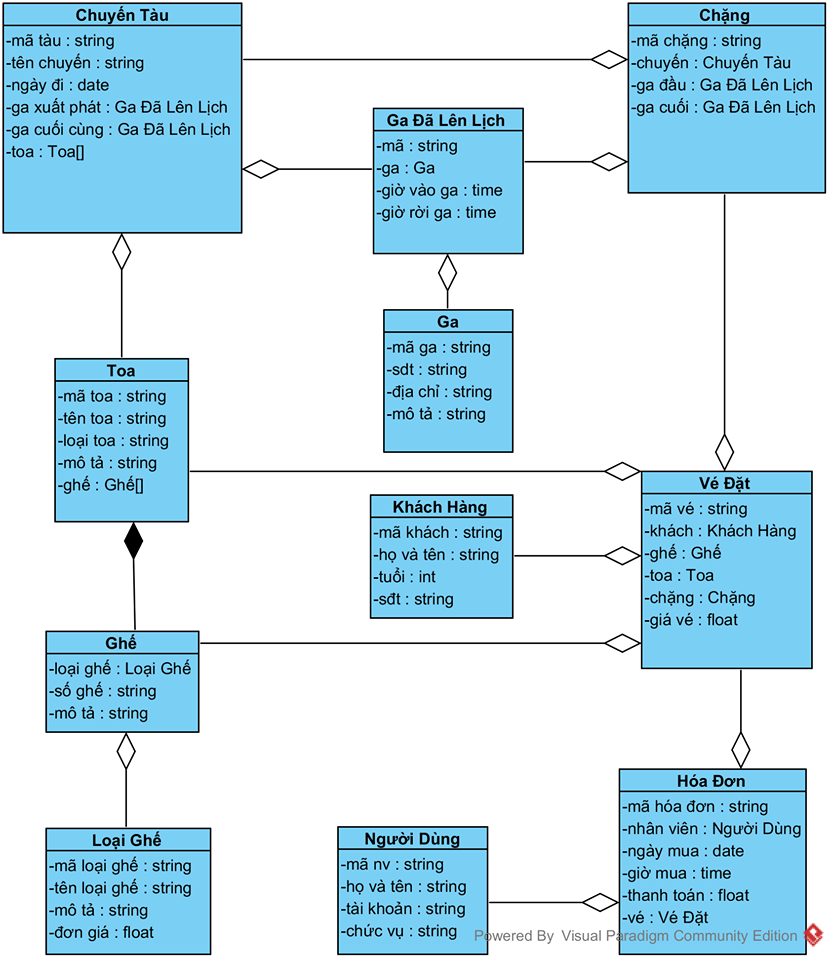 Chuyến Tàu
-mã tàu : string
-tên chuyến : string
-ngày đi : date
-ga xuất phát : Ga Đã Lên Lịch
-ga cuối cùng : Ga Đã Lên Lịch
-toa : Toa[]
Chặng
-mã chặng : string
-chuyến : Chuyến Tàu
-ga đầu : Ga Đã Lên Lịch
-ga cuối : Ga Đã Lên Lịch
Ga Đã Lên Lịch
-mã : string
-ga : Ga
-giờ vào ga : time
-giờ rời ga : time
Ga
-mã ga : string
-sdt : string
-địa chỉ : string
-mô tả : string
Toa
-mã toa : string
-tên toa : string
-loại toa : string
-mô tả : string
-ghế : Ghế[]
Khách Hàng
-mã khách : string
-họ và tên : string
-tuổi : int
-sđt : string
Vé Đặt
-mã vé : string
-khách : Khách Hàng
-ghế : Ghế
-toa : Toa
-chặng : Chặng
-giá vé : float
Ghế
-loại ghế : Loại Ghế
-số ghế : string
-mô tả : string
Loại Ghế
-mã loại ghế : string
-tên loại ghế : string
-mô tả : string
-đơn giá : float
Người Dùng
-mã nv : string
-họ và tên : string
-tài khoản : string
-chức vụ : string
Hóa Đơn
-mã hóa đơn : string
-nhân viên : Người Dùng
-ngày mua : date
-giờ mua : time
-thanh toán : float
-vé : Vé Đặt
Powered By Visual Paradigm Community Edition